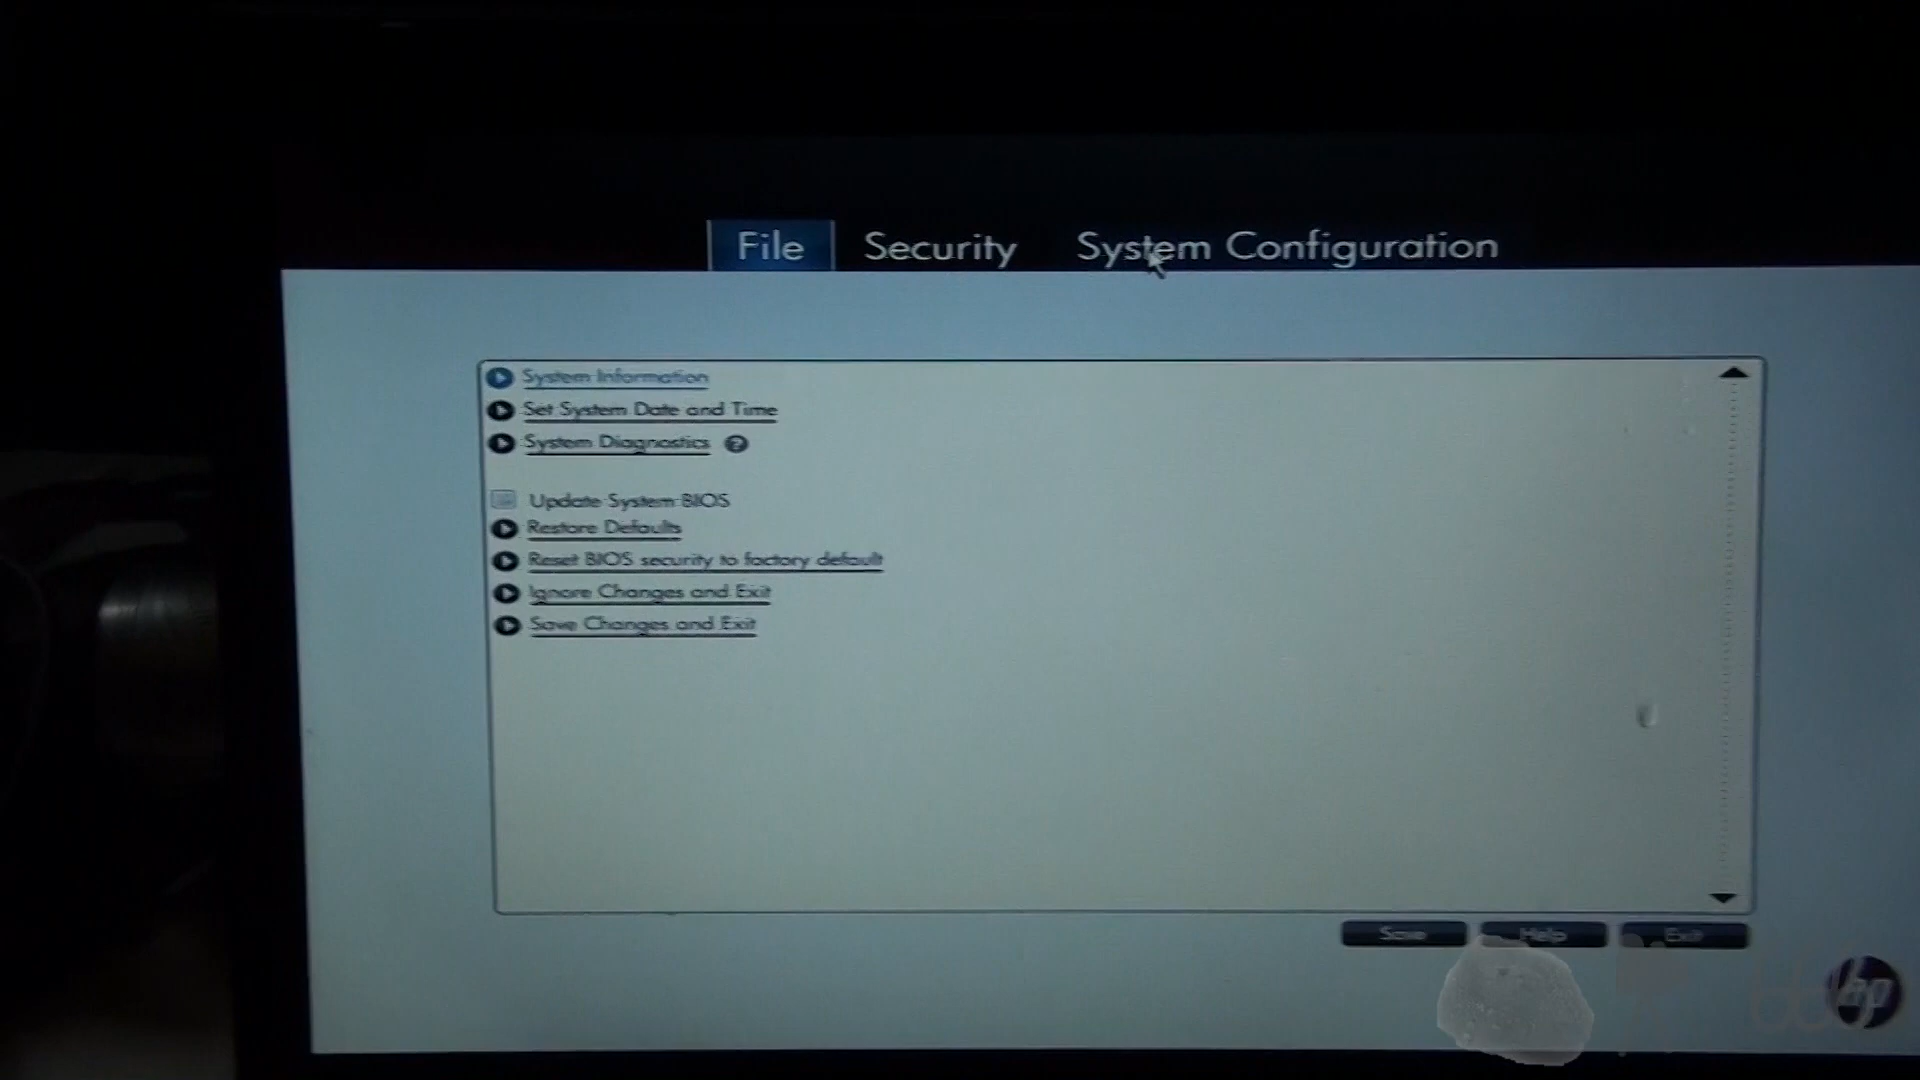 File Security System Configuration
System Information
Set System Date and Time
System Diagnostics ?
Update System BIOS
Restore Defaults
Reset BIOS security to factory default
Ignore Changes and Exit
Save Changes and Exit
Save Help Exit
hp